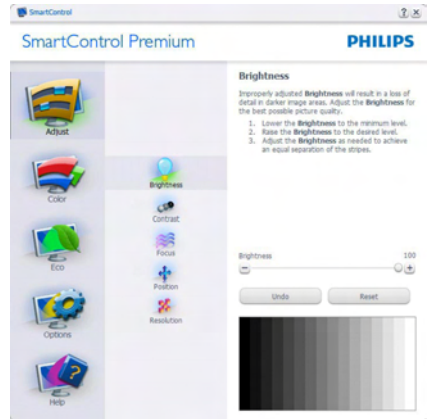 SmartControl
SmartControl Premium
PHILIPS
Adjust
Color
Eco
Options
Help
Brightness
Contrast
Focus
Position
Resolution
Brightness
Improperly adjusted Brightness will result in a loss of
detail in darker image areas. Adjust the Brightness for
the best possible picture quality.
1. Lower the Brightness to the minimum level.
2. Raise the Brightness to the desired level.
3. Adjust the Brightness as needed to achieve
an equal separation of the stripes.
Brightness 100
Undo Reset